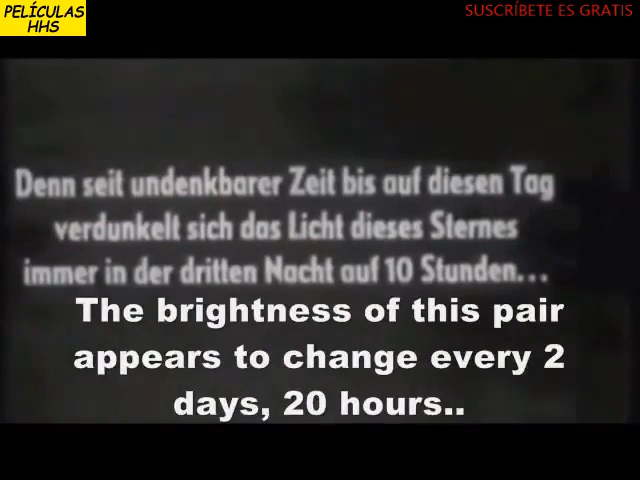 PELÍCULAS
HHS
SUSCRÍBETE ES GRATIS
Denn seit undenkbarer Zeit bis auf diesen Tag
verdunkelt sich das Licht dieses Sternes
immer in der dritten Nacht auf 10 Stunden...
The brightness of this pair
appears to change every 2
days, 20 hours..